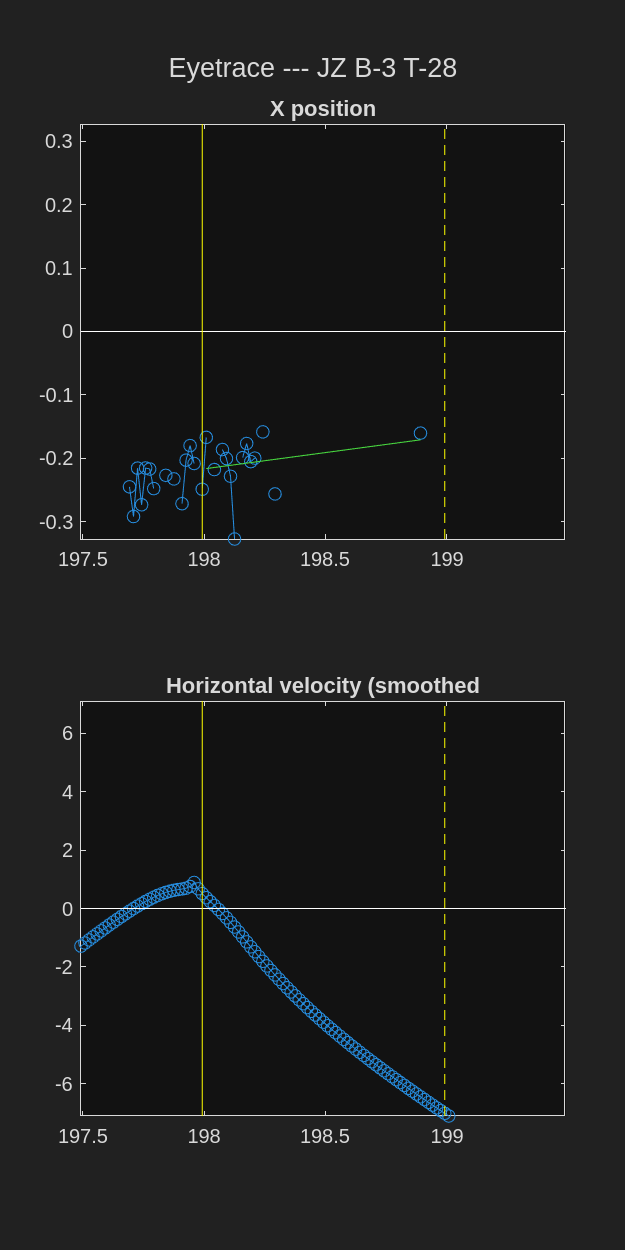 Eyetrace --- JZ B-3 T-28
X position
0.3
0.2
0.1
0
-0.1
-0.2
-0.3
197.5 198 198.5 199
Horizontal velocity (smoothed
6
4
2
0
-2
-4
-6
197.5 198 198.5 199